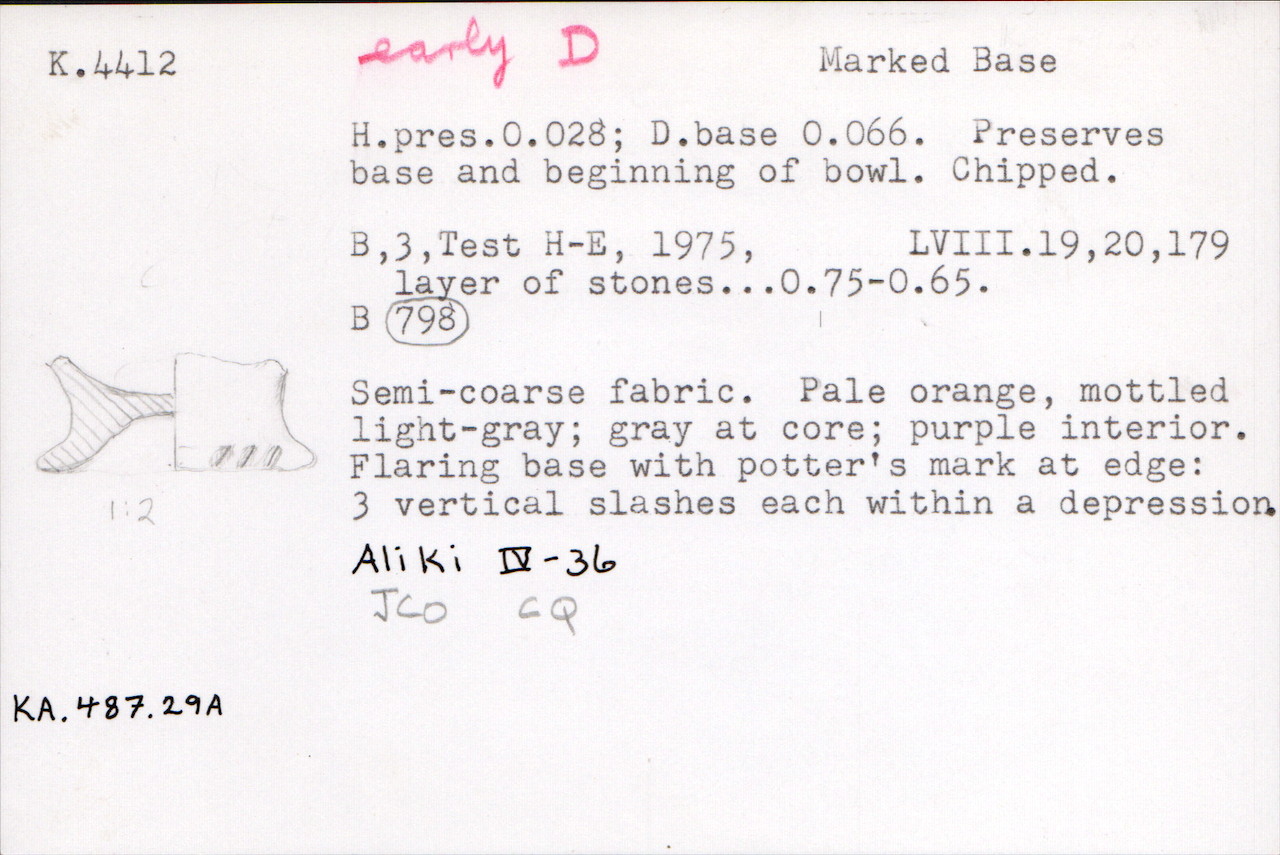 K.4412 early D Marked Base
H.pres.0.028; D.base 0.066. Preserves
base and beginning of bowl. Chipped.
B,3,Test H-E, 1975, LVIII.19,20,179
layer of stones...0.75-0.65.
B 798
Semi-coarse fabric. Pale orange, mottled
light-gray; gray at core; purple interior.
Flaring base with potter's mark at edge:
3 vertical slashes each within a depression.
1:2
Aliki IV-36
JCO CQ
KA.487.29A